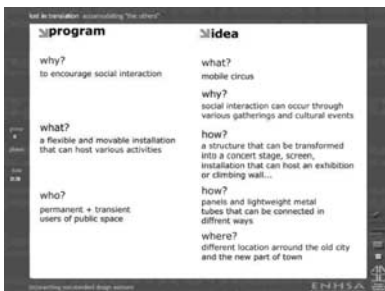 lost in translation accommodating "the others"
program
why?
to encourage social interaction
what?
a flexible and movable installation
that can host various activities
who?
permanent + transient
users of public space
idea
what?
mobile circus
why?
social interaction can occur through
various gatherings and cultural events
how?
a structure that can be transformed
into a concert stage, screen,
installation that can host an exhibition
or climbing wall...
how?
panels and lightweight metal
tubes that can be connected in
diffrent ways
where?
different location arround the old city
and the new part of town
ENHSA